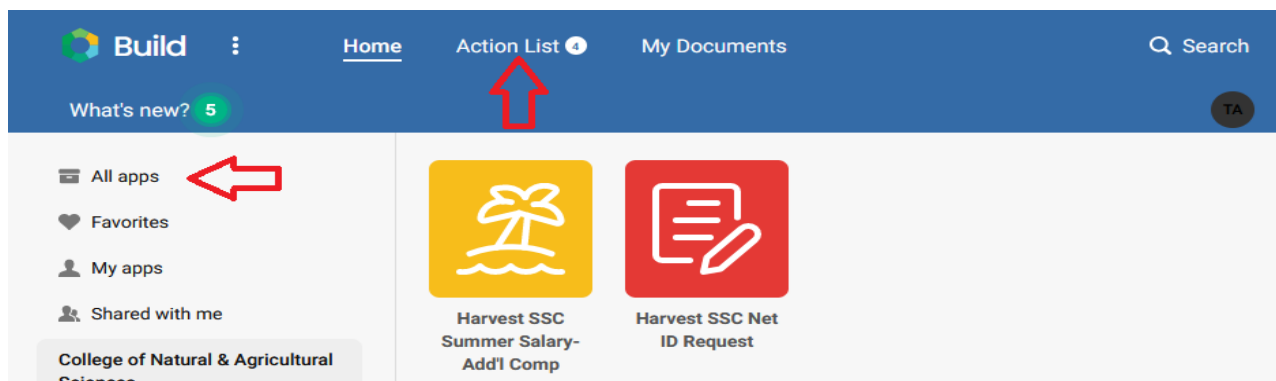 Build
Home
Action List 4
My Documents
Search
What's new? 5
TA
All apps
Favorites
My apps
Shared with me
College of Natural & Agricultural
Sciences
Harvest SSC
Summer Salary-
Add'l Comp
Harvest SSC Net
ID Request